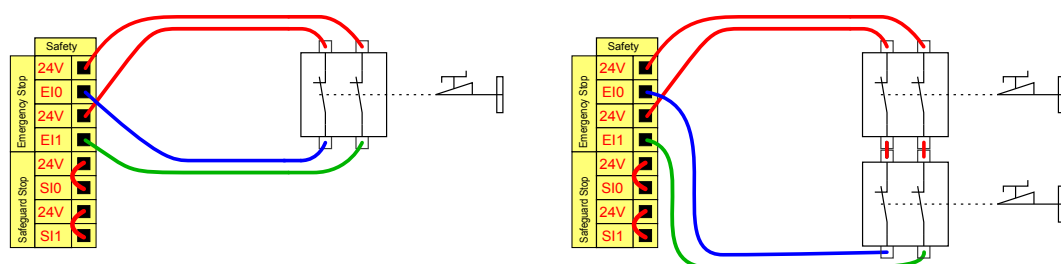 Safety
Emergency Stop
24V
EI0
24V
EI1
Safeguard Stop
24V
SI0
24V
SI1
Safety
Emergency Stop
24V
EI0
24V
EI1
Safeguard Stop
24V
SI0
24V
SI1